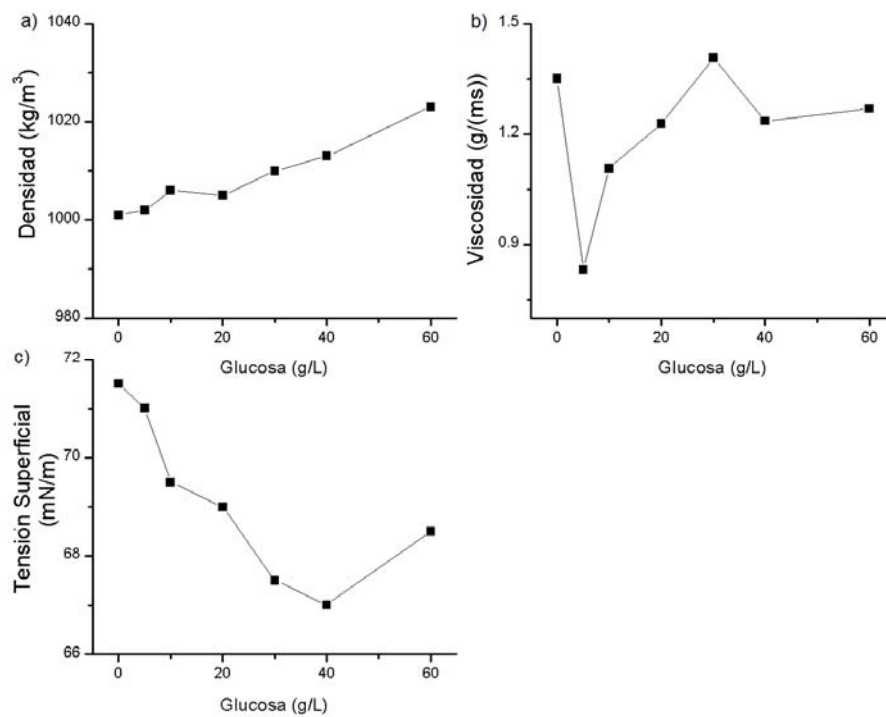 a)
1040
1020
1000
980
Densidad (kg/m³)
0
20
40
60
Glucosa (g/L)
b)
1.5
1.2
0.9
Viscosidad (g/(ms))
0
20
40
60
Glucosa (g/L)
c)
72
70
68
66
Tensión Superficial
(mN/m)
0
20
40
60
Glucosa (g/L)